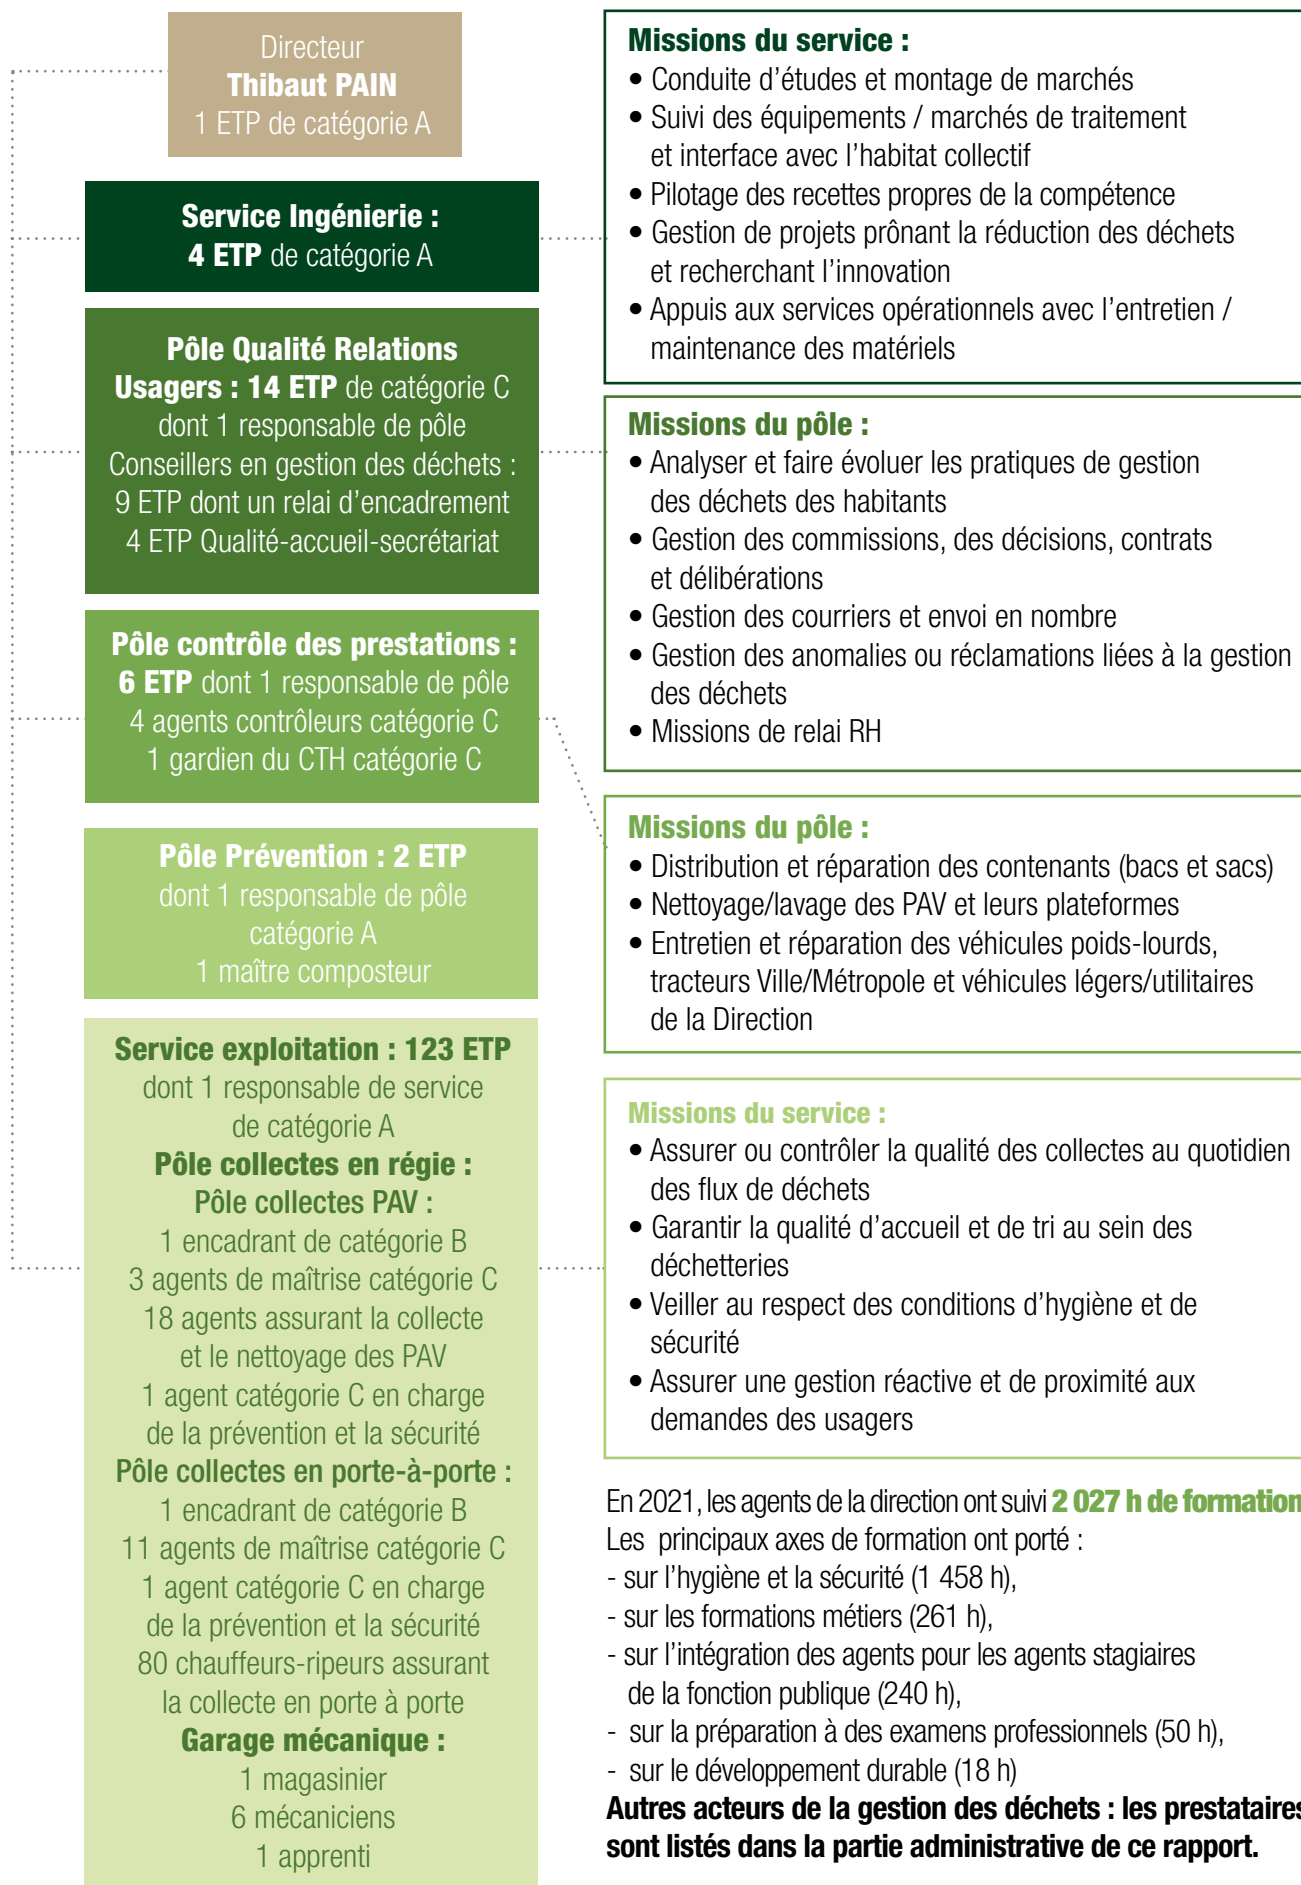 Directeur
Thibaut PAIN
1 ETP de catégorie A
Service Ingénierie :
4 ETP de catégorie A
Pôle Qualité Relations
Usagers : 14 ETP de catégorie C
dont 1 responsable de pôle
Conseillers en gestion des déchets :
9 ETP dont un relai d'encadrement
4 ETP Qualité-accueil-secrétariat
Pôle contrôle des prestations :
6 ETP dont 1 responsable de pôle
4 agents contrôleurs catégorie C
1 gardien du CTH catégorie C
Pôle Prévention : 2 ETP
dont 1 responsable de pôle
catégorie A
1 maître composteur
Service exploitation : 123 ETP
dont 1 responsable de service
de catégorie A
Pôle collectes en régie :
Pôle collectes PAV :
1 encadrant de catégorie B
3 agents de maîtrise catégorie C
18 agents assurant la collecte
et le nettoyage des PAV
1 agent catégorie C en charge
de la prévention et la sécurité
Pôle collectes en porte-à-porte :
1 encadrant de catégorie B
11 agents de maîtrise catégorie C
1 agent catégorie C en charge
de la prévention et la sécurité
80 chauffeurs-ripeurs assurant
la collecte en porte à porte
Garage mécanique :
1 magasinier
6 mécaniciens
1 apprenti
Missions du service :
• Conduite d'études et montage de marchés
• Suivi des équipements / marchés de traitement
et interface avec l'habitat collectif
• Pilotage des recettes propres de la compétence
• Gestion de projets prônant la réduction des déchets
et recherchant l'innovation
• Appuis aux services opérationnels avec l'entretien /
maintenance des matériels
Missions du pôle :
• Analyser et faire évoluer les pratiques de gestion
des déchets des habitants
• Gestion des commissions, des décisions, contrats
et délibérations
• Gestion des courriers et envoi en nombre
• Gestion des anomalies ou réclamations liées à la gestion
des déchets
• Missions de relai RH
Missions du pôle :
• Distribution et réparation des contenants (bacs et sacs)
• Nettoyage/lavage des PAV et leurs plateformes
• Entretien et réparation des véhicules poids-lourds,
tracteurs Ville/Métropole et véhicules légers/utilitaires
de la Direction
Missions du service :
• Assurer ou contrôler la qualité des collectes au quotidien
des flux de déchets
• Garantir la qualité d'accueil et de tri au sein des
déchetteries
• Veiller au respect des conditions d'hygiène et de
sécurité
• Assurer une gestion réactive et de proximité aux
demandes des usagers
En 2021, les agents de la direction ont suivi 2 027 h de formation
Les principaux axes de formation ont porté :
- sur l'hygiène et la sécurité (1 458 h),
- sur les formations métiers (261 h),
- sur l'intégration des agents pour les agents stagiaires
de la fonction publique (240 h),
- sur la préparation à des examens professionnels (50 h),
- sur le développement durable (18 h)
Autres acteurs de la gestion des déchets : les prestataires
sont listés dans la partie administrative de ce rapport.